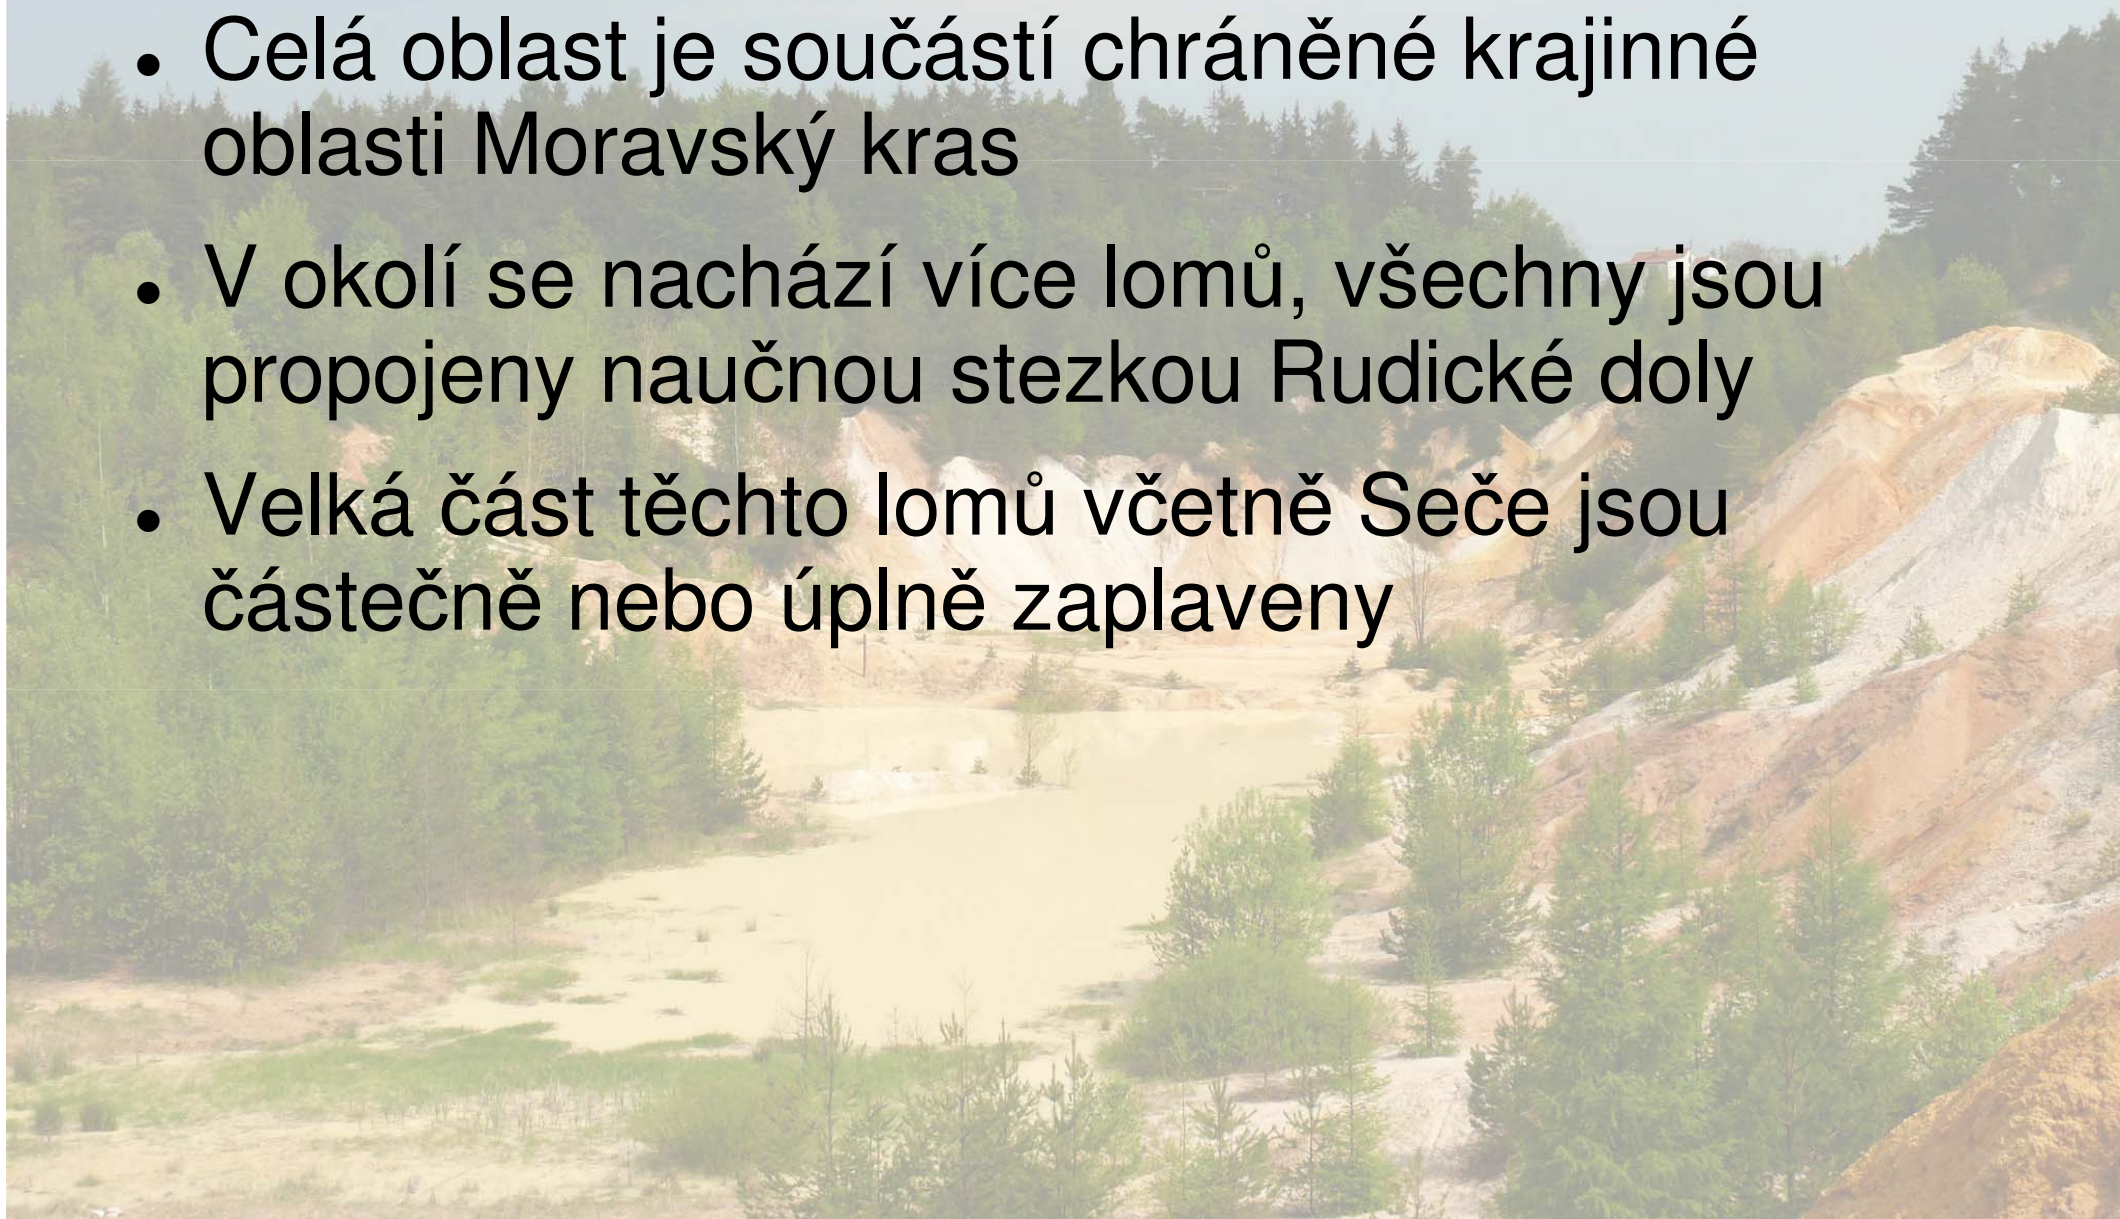 • Celá oblast je součástí chráněné krajinné
oblasti Moravský kras
• V okolí se nachází více lomů, všechny jsou
propojeny naučnou stezkou Rudické doly
• Velká část těchto lomů včetně Seče jsou
částečně nebo úplně zaplaveny